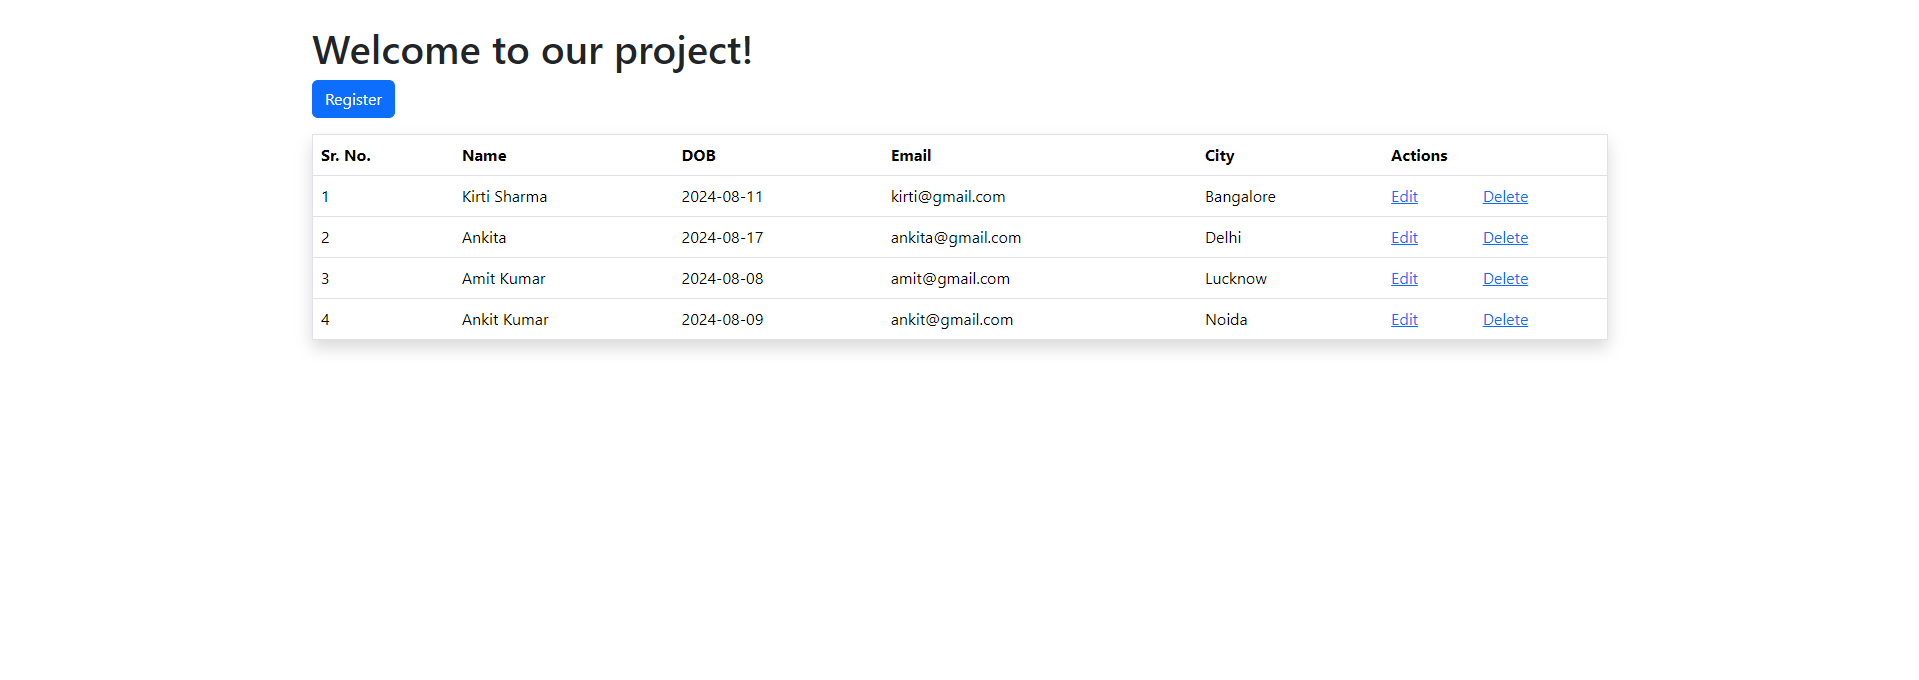 Welcome to our project!
Register
Sr. No. Name DOB Email City Actions
1 Kirti Sharma 2024-08-11 kirti@gmail.com Bangalore Edit Delete
2 Ankita 2024-08-17 ankita@gmail.com Delhi Edit Delete
3 Amit Kumar 2024-08-08 amit@gmail.com Lucknow Edit Delete
4 Ankit Kumar 2024-08-09 ankit@gmail.com Noida Edit Delete